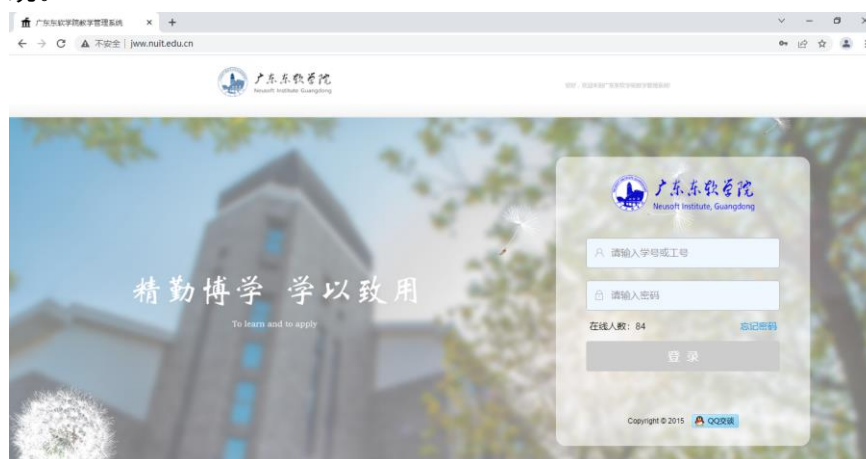 广东东软学院教学管理系统
不安全 | jww.nuit.edu.cn
广东东软学院
Neusoft Institute Guangdong
广东东软学院
Neusoft Institute, Guangdong
请输入学号或工号
精勤博学 学以致用
请输入密码
To learn and to apply
在线人数：84 忘记密码
登 录
Copyright © 2015 QQ交谈